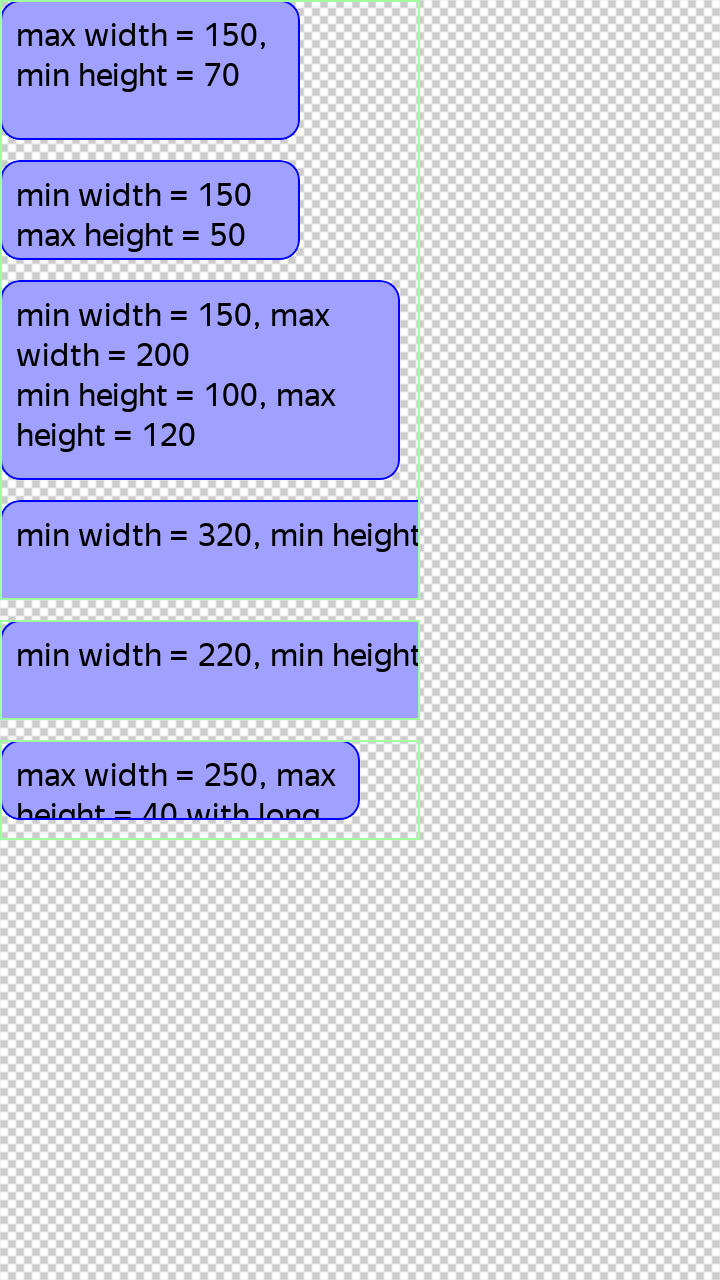 max width = 150,
min height = 70
min width = 150
max height = 50
min width = 150, max
width = 200
min height = 100, max
height = 120
min width = 320, min height
min width = 220, min height
max width = 250, max
height = 40 with long